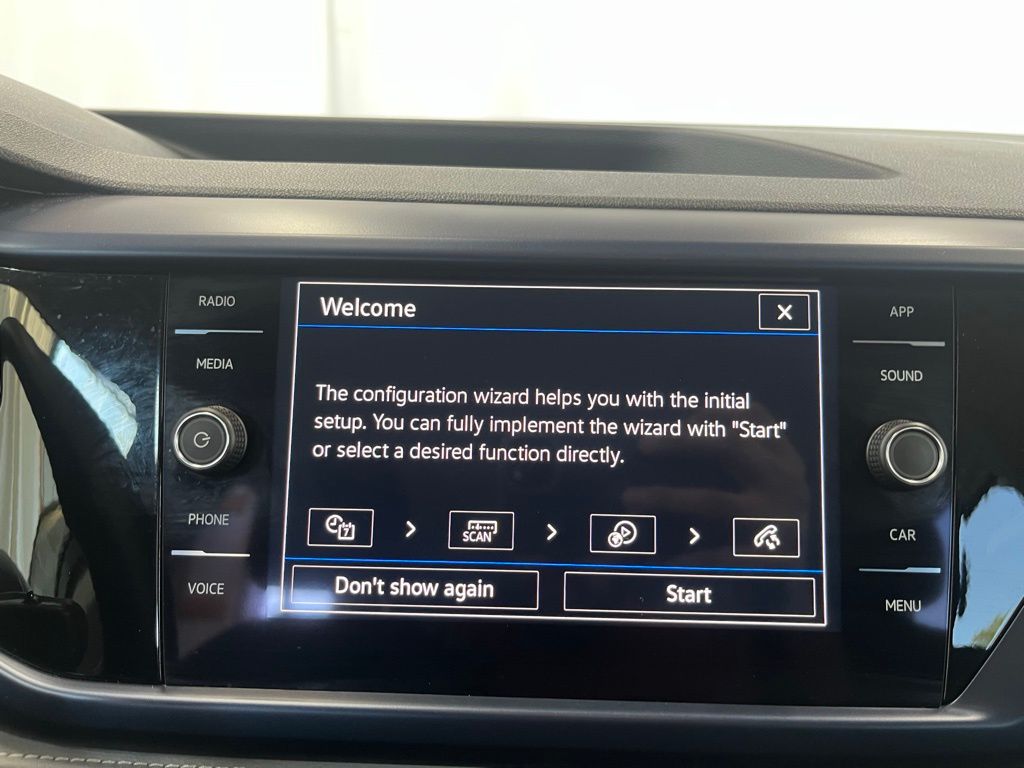 RADIO
MEDIA
PHONE
VOICE
Welcome
X
The configuration wizard helps you with the initial
setup. You can fully implement the wizard with "Start"
or select a desired function directly.
7
SCAN
Don't show again
Start
APP
SOUND
CAR
MENU